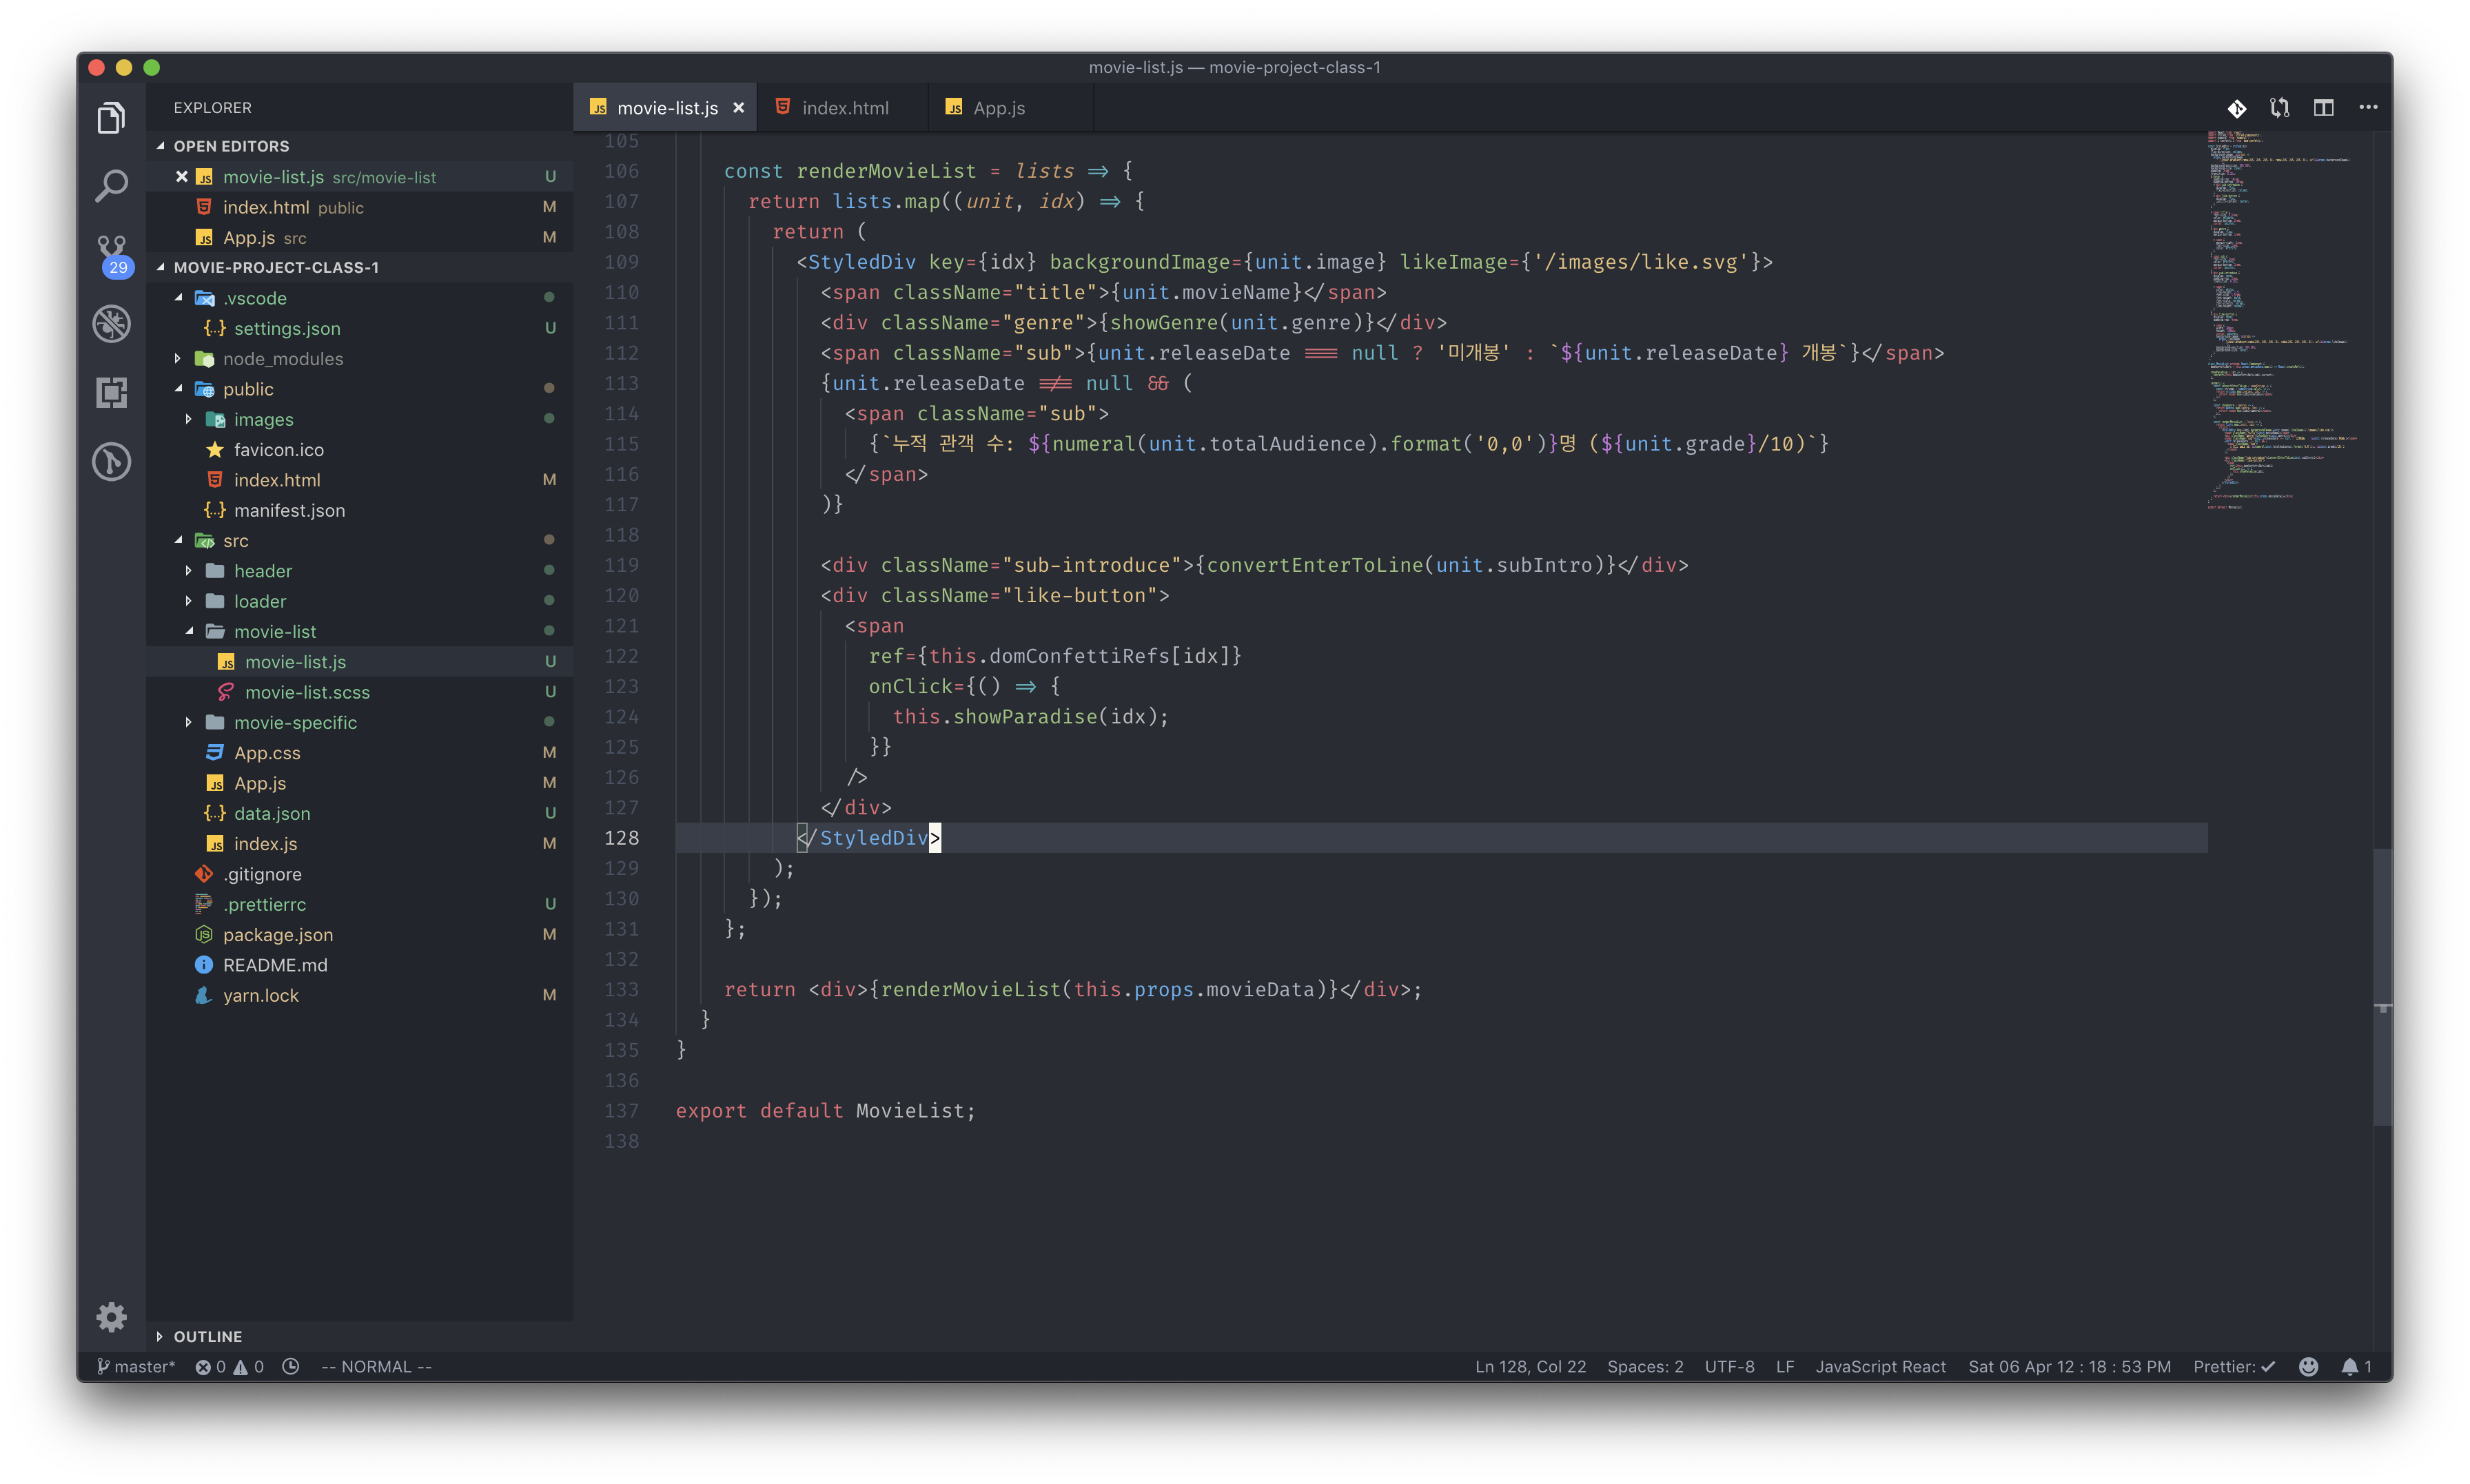 movie-list.js — movie-project-class-1
EXPLORER
OPEN EDITORS
movie-list.js src/movie-list U
index.html public M
App.js src M
29
MOVIE-PROJECT-CLASS-1
.vscode
settings.json U
node_modules
public
images
favicon.ico
index.html M
manifest.json
src
header
loader
movie-list
movie-list.js U
movie-list.scss U
movie-specific
App.css M
App.js M
data.json U
index.js M
.gitignore
.prettierrc U
package.json M
README.md
yarn.lock M
OUTLINE
movie-list.js index.html App.js
105
106 const renderMovieList = lists => {
107 return lists.map((unit, idx) => {
108 return (
109 <StyledDiv key={idx} backgroundImage={unit.image} likeImage={'/images/like.svg'}>
110 <span className="title">{unit.movieName}</span>
111 <div className="genre">{showGenre(unit.genre)}</div>
112 <span className="sub">{unit.releaseDate === null ? '미개봉' : `${unit.releaseDate} 개봉`}</span>
113 {unit.releaseDate !== null && (
114 <span className="sub">
115 {`누적 관객 수: ${numeral(unit.totalAudience).format('0,0')}명 (${unit.grade}/10)`}
116 </span>
117 )}
118
119 <div className="sub-introduce">{convertEnterToLine(unit.subIntro)}</div>
120 <div className="like-button">
121 <span
122 ref={this.domConfettiRefs[idx]}
123 onClick={() => {
124 this.showParadise(idx);
125 }}
126 />
127 </div>
128 </StyledDiv>
129 );
130 });
131 };
132
133 return <div>{renderMovieList(this.props.movieData)}</div>;
134 }
135 }
136
137 export default MovieList;
138
master* 0 0 -- NORMAL -- Ln 128, Col 22 Spaces: 2 UTF-8 LF JavaScript React Sat 06 Apr 12 : 18 : 53 PM Prettier: ✓ 1